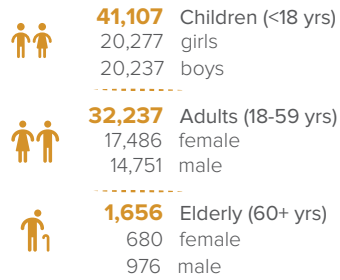 41,107 Children (<18 yrs)
20,277 girls
20,237 boys
32,237 Adults (18-59 yrs)
17,486 female
14,751 male
1,656 Elderly (60+ yrs)
680 female
976 male